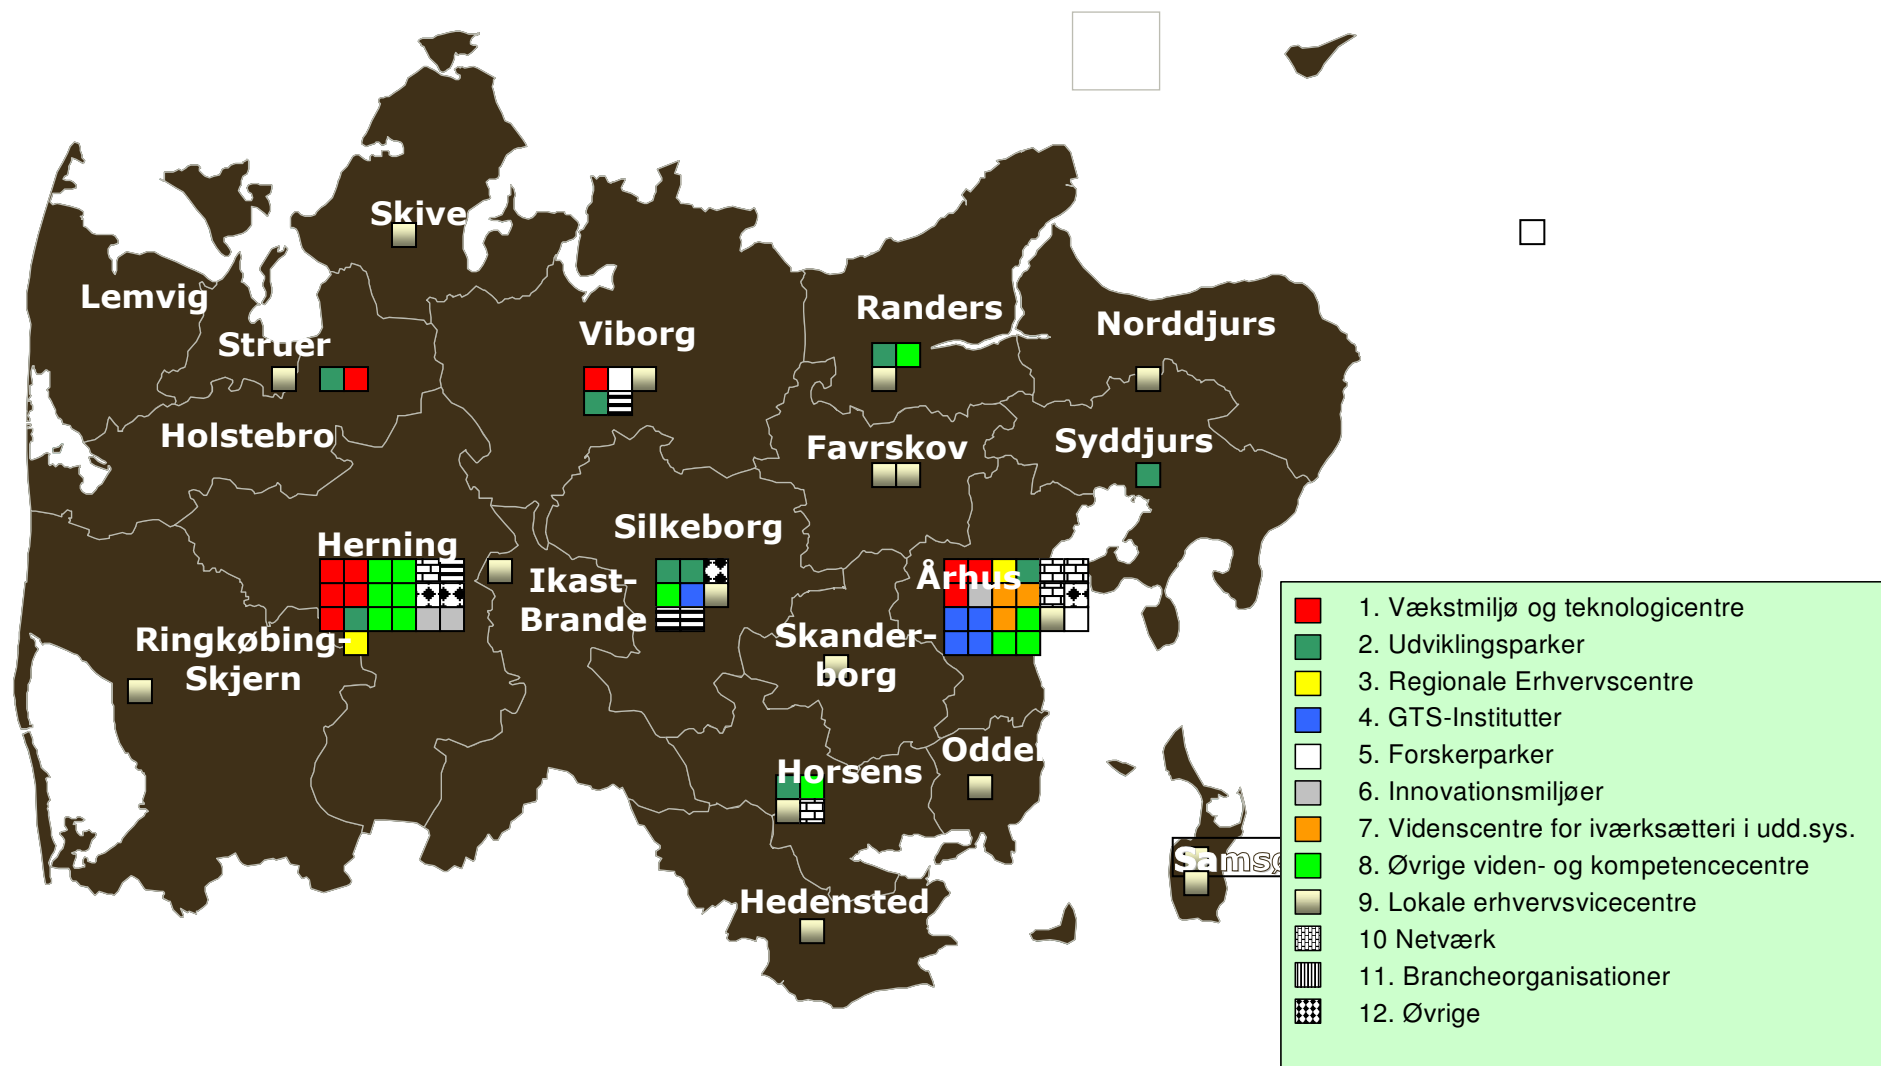 Skive
Lemvig
Struer
Viborg
Randers
Norddjurs
Holstebro
Favrskov
Syddjurs
Herning
Silkeborg
Ikast-
Brande
Århus
Ringkøbing-
Skjern
Skander-
borg
Odder
Horsens
Hedensted
Samsø
1. Vækstmiljø og teknologicentre
2. Udviklingsparker
3. Regionale Erhvervscentre
4. GTS-Institutter
5. Forskerparker
6. Innovationsmiljøer
7. Videnscentre for iværksætteri i udd.sys.
8. Øvrige viden- og kompetencecentre
9. Lokale erhvervsvicecentre
10 Netværk
11. Brancheorganisationer
12. Øvrige